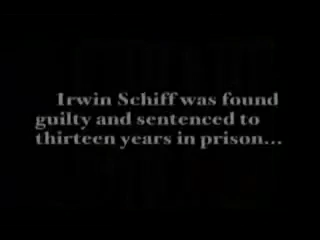 Irwin Schiff was found
guilty and sentenced to
thirteen years in prison...